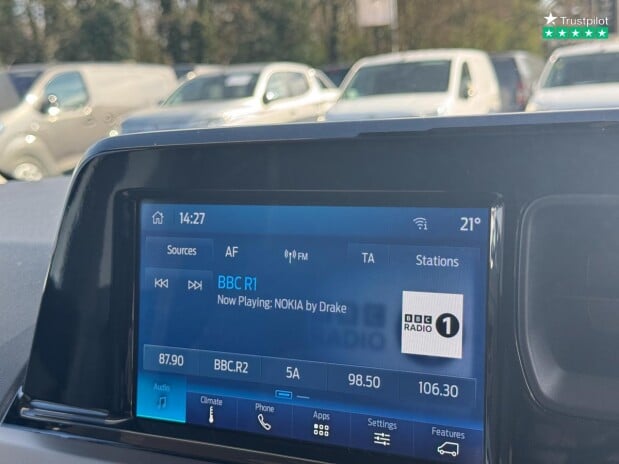 Trustpilot
14:27
21°
Sources
AF
FM
TA
Stations
BBC R1
Now Playing: NOKIA by Drake
BBC
RADIO 1
87.90
BBC.R2
5A
98.50
106.30
Audio
Climate
Phone
Apps
Settings
Features